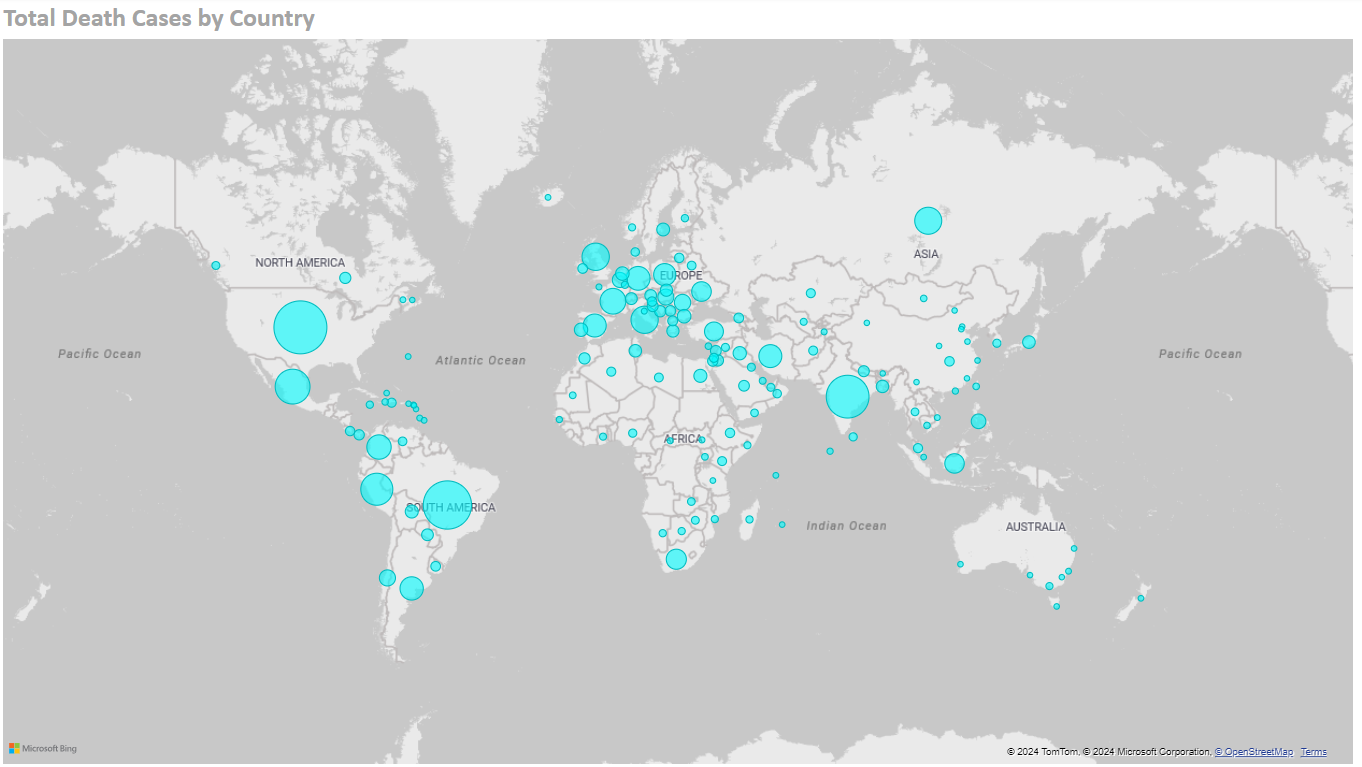 Total Death Cases by Country
ASIA
NORTH AMERICA
EUROPE
Pacific Ocean
Atlantic Ocean
Pacific Ocean
AFRICA
SOUTH AMERICA
Indian Ocean
AUSTRALIA
Microsoft Bing
© 2024 TomTom, © 2024 Microsoft Corporation, © OpenStreetMap Terms